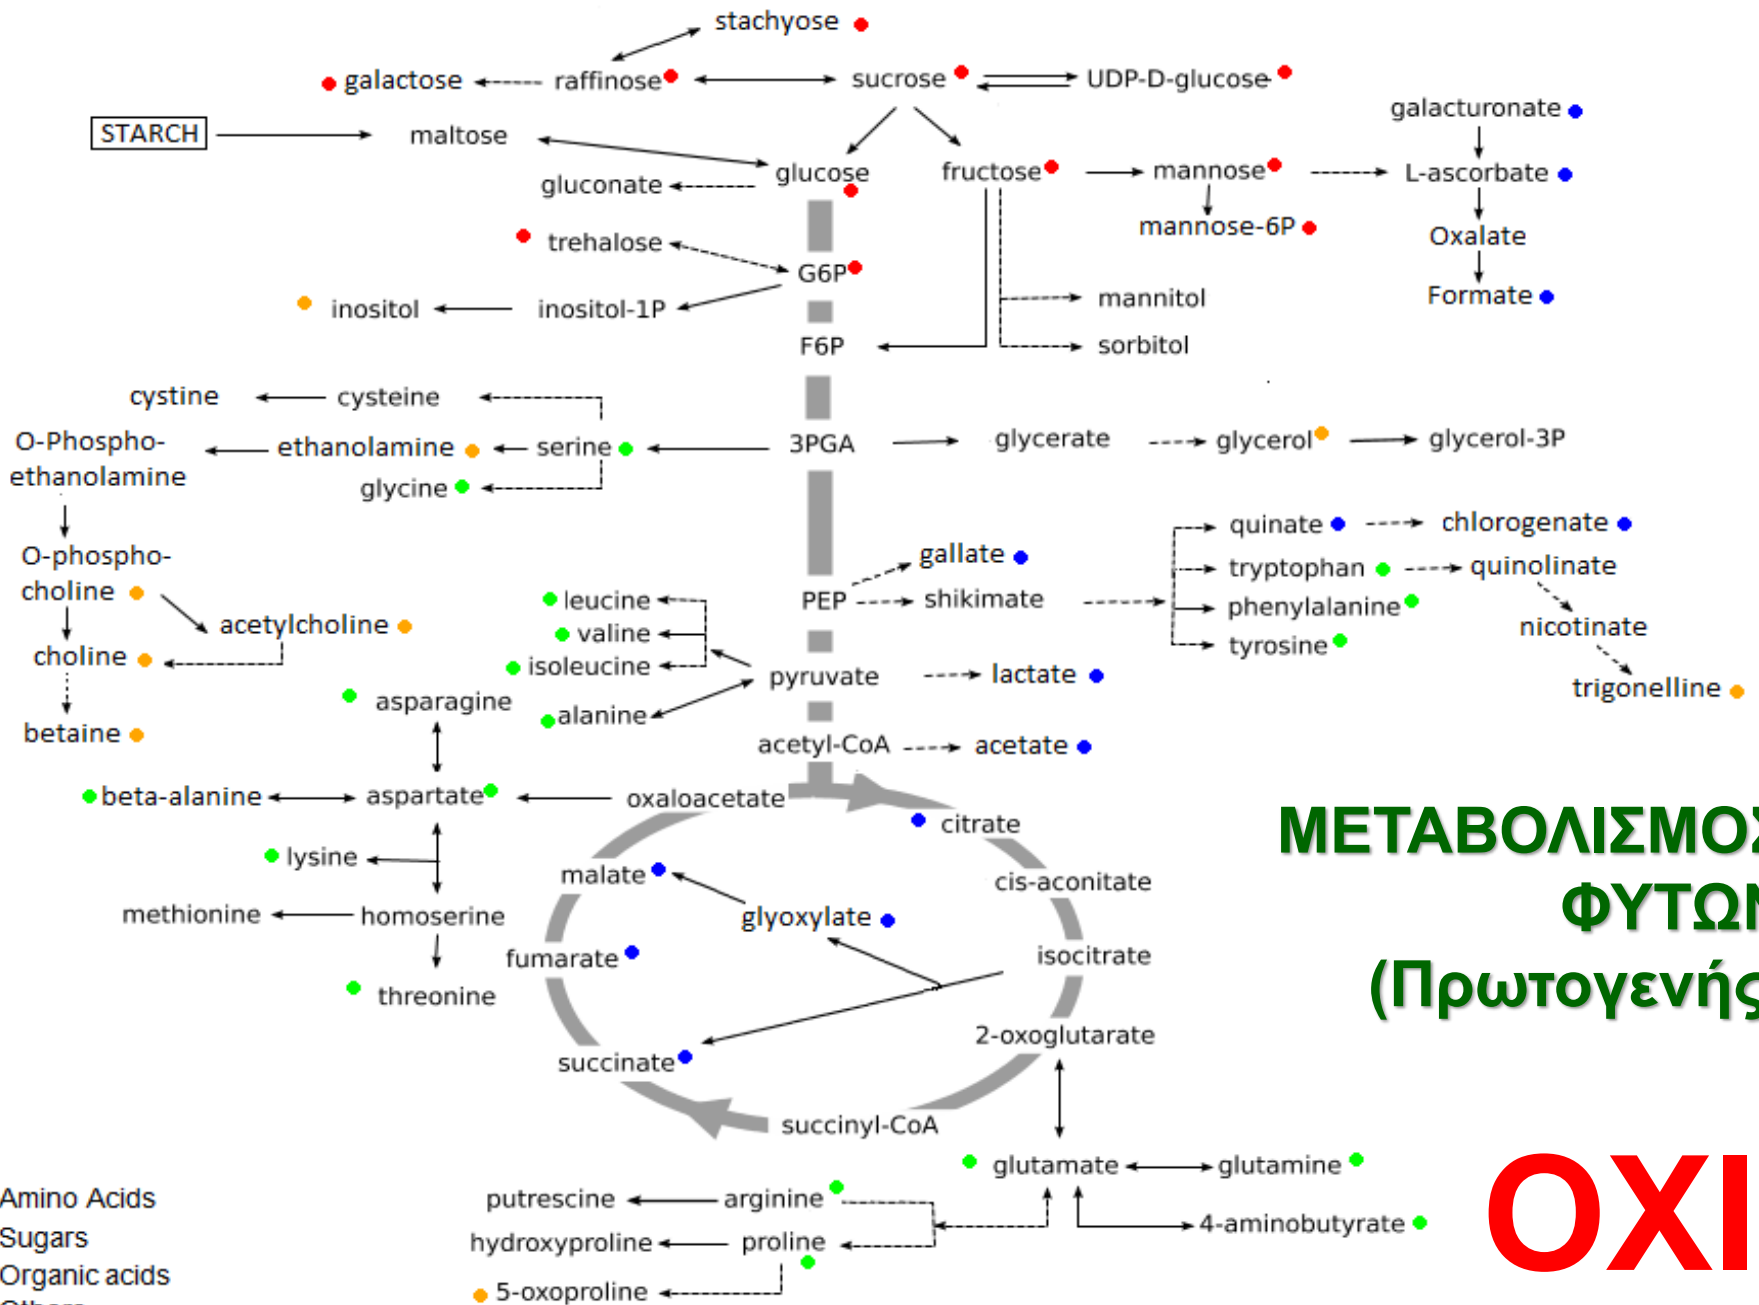 stachyose
galactose
raffinose
sucrose
UDP-D-glucose
galacturonate
STARCH
maltose
glucose
fructose
mannose
L-ascorbate
gluconate
mannose-6P
Oxalate
trehalose
G6P
inositol
inositol-1P
mannitol
Formate
F6P
sorbitol
cystine
cysteine
O-Phospho-
ethanolamine
ethanolamine
serine
3PGA
glycerate
glycerol
glycerol-3P
glycine
quinate
chlorogenate
O-phospho-
choline
gallate
tryptophan
quinolinate
leucine
PEP
shikimate
phenylalanine
acetylcholine
valine
nicotinate
choline
isoleucine
tyrosine
pyruvate
lactate
trigonelline
asparagine
alanine
betaine
acetyl-CoA
acetate
beta-alanine
aspartate
oxaloacetate
citrate
ΜΕΤΑΒΟΛΙΣΜΟΣ
ΦΥΤΩΝ
(Πρωτογενής
lysine
malate
cis-aconitate
methionine
homoserine
glyoxylate
fumarate
isocitrate
threonine
2-oxoglutarate
succinate
succinyl-CoA
glutamate
glutamine
ΟΧΙ
Amino Acids
putrescine
arginine
4-aminobutyrate
Sugars
hydroxyproline
proline
Organic acids
5-oxoproline